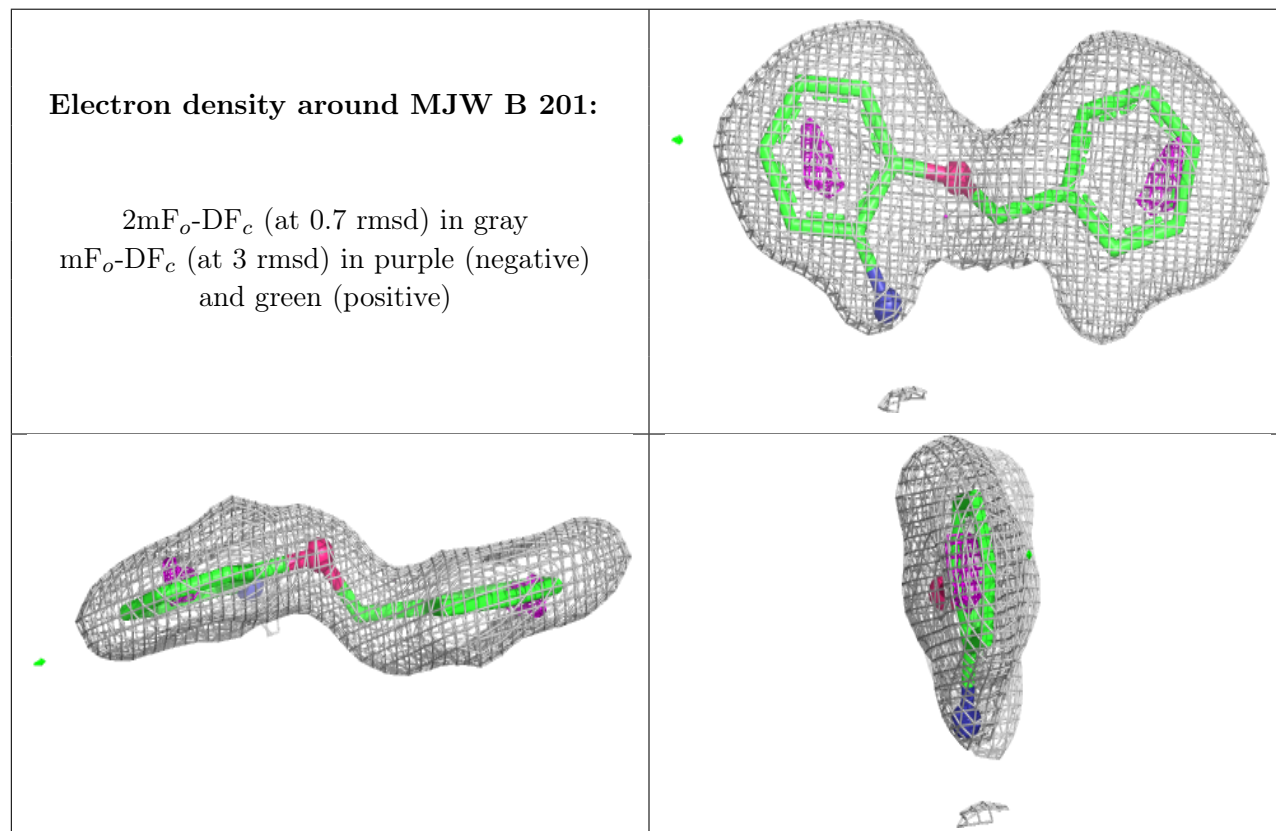 Electron density around MJW B 201:
2mFo-DFc (at 0.7 rmsd) in gray
mFo-DFc (at 3 rmsd) in purple (negative)
and green (positive)